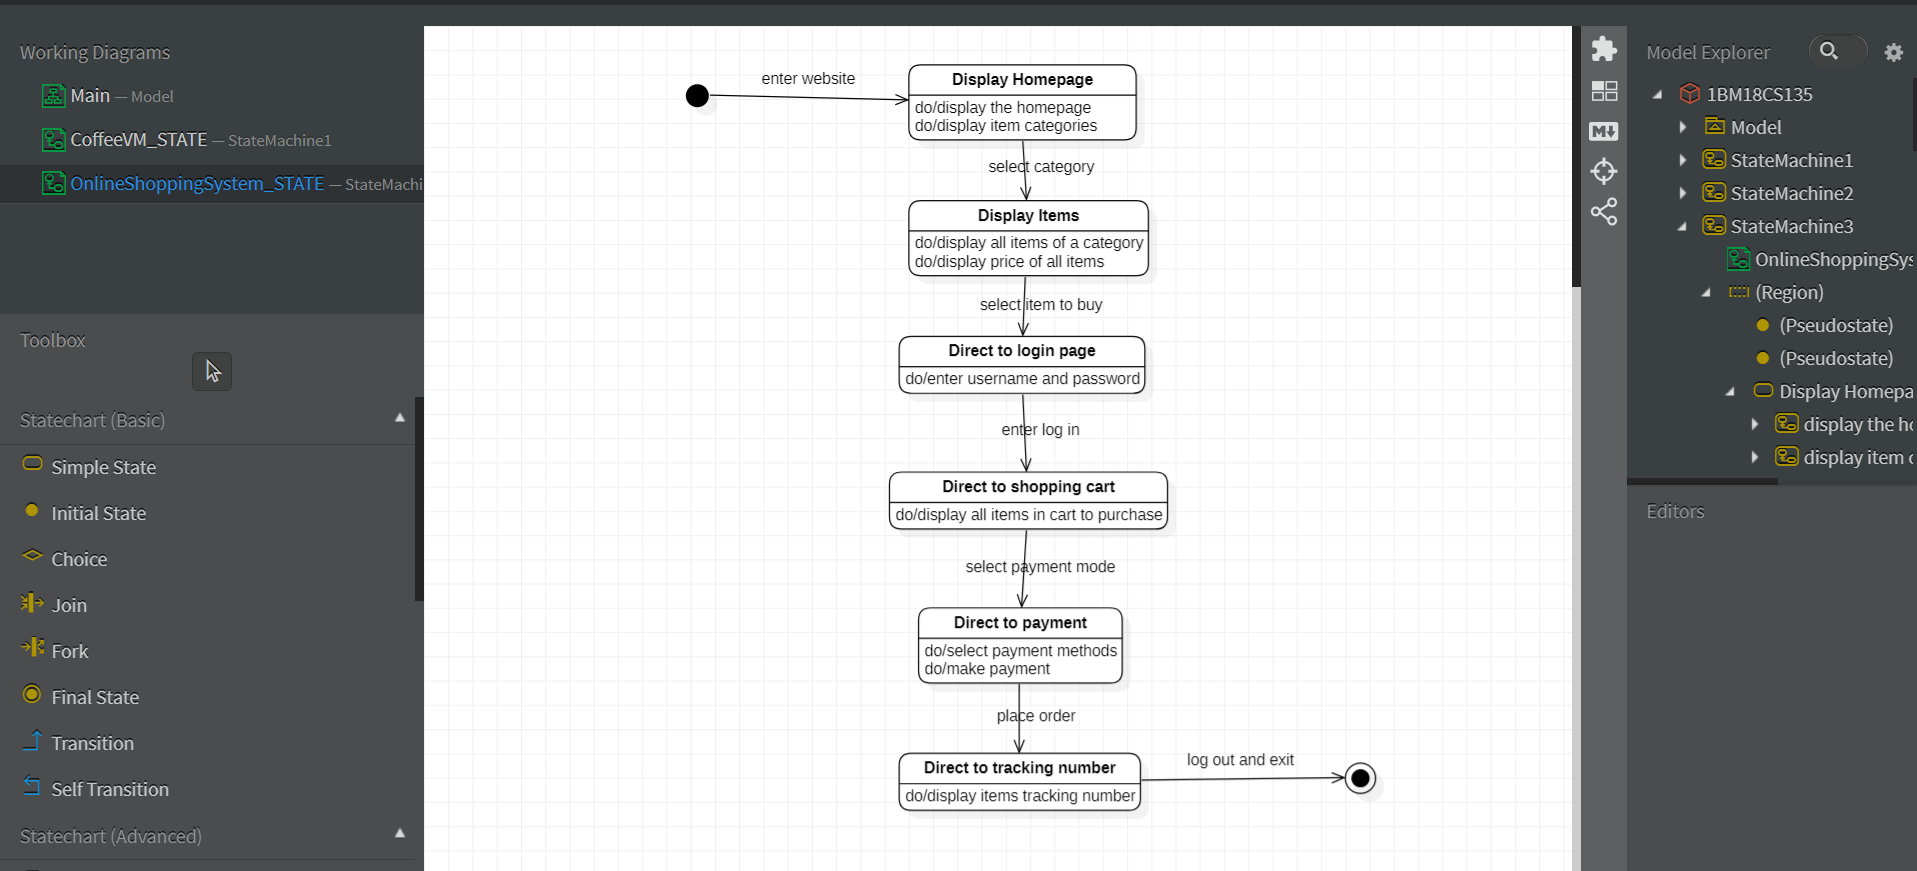 Working Diagrams
Main — Model
CoffeeVM_STATE — StateMachine1
OnlineShoppingSystem_STATE — StateMachi
Toolbox
Statechart (Basic)
Simple State
Initial State
Choice
Join
Fork
Final State
Transition
Self Transition
Statechart (Advanced)
enter website
Display Homepage
do/display the homepage
do/display item categories
select category
Display Items
do/display all items of a category
do/display price of all items
select item to buy
Direct to login page
do/enter username and password
enter log in
Direct to shopping cart
do/display all items in cart to purchase
select payment mode
Direct to payment
do/select payment methods
do/make payment
place order
Direct to tracking number
do/display items tracking number
log out and exit
M
Model Explorer
1BM18CS135
Model
StateMachine1
StateMachine2
StateMachine3
OnlineShoppingSys
(Region)
(Pseudostate)
(Pseudostate)
Display Homepa
display the ho
display item c
Editors